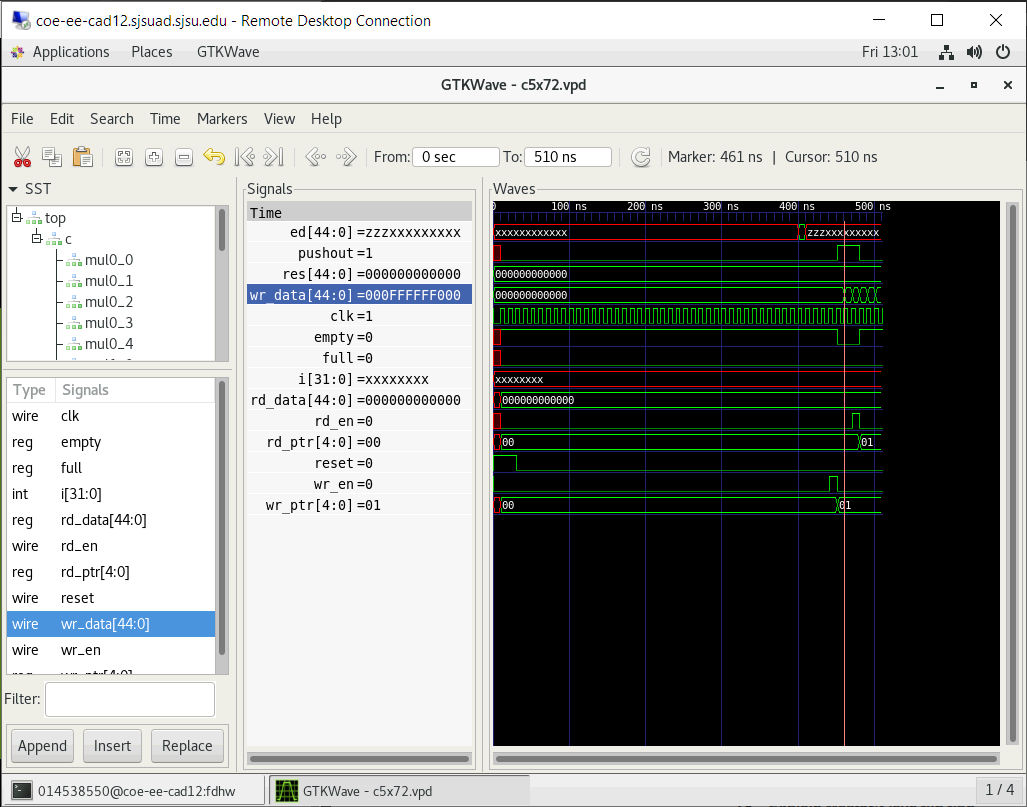 coe-ee-cad12.sjsuad.sjsu.edu - Remote Desktop Connection
Applications Places GTKWave Fri 13:01
GTKWave - c5x72.vpd
File Edit Search Time Markers View Help
From: 0 sec To: 510 ns Marker: 461 ns | Cursor: 510 ns
SST
top
c
mul0_0
mul0_1
mul0_2
mul0_3
mul0_4
Type Signals
wire clk
reg empty
reg full
int i[31:0]
reg rd_data[44:0]
wire rd_en
reg rd_ptr[4:0]
wire reset
wire wr_data[44:0]
wire wr_en
reg wr_ptr[4:0]
Filter:
Append Insert Replace
Signals
Time
ed[44:0]=zzzxxxxxxxxx
pushout=1
res[44:0]=000000000000
wr_data[44:0]=000FFFFFF000
clk=1
empty=0
full=0
i[31:0]=xxxxxxxx
rd_data[44:0]=000000000000
rd_en=0
rd_ptr[4:0]=00
reset=0
wr_en=0
wr_ptr[4:0]=01
Waves
0 100 ns 200 ns 300 ns 400 ns 500 ns
xxxxxxxxxxxx zzzxxxxxxxxx
000000000000
000000000000
xxxxxxxx
000000000000
00 01
00 01
014538550@coe-ee-cad12:fdhw GTKWave - c5x72.vpd 1 / 4